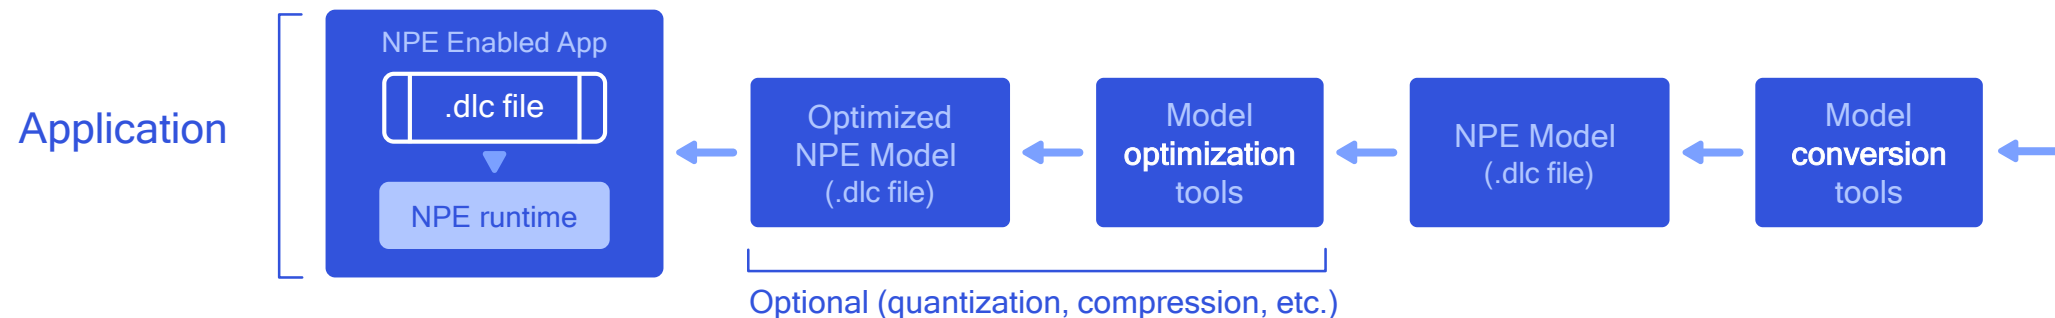 Application
NPE Enabled App
.dlc file
NPE runtime
Optimized
NPE Model
(.dlc file)
Model
optimization
tools
NPE Model
(.dlc file)
Model
conversion
tools
Optional (quantization, compression, etc.)